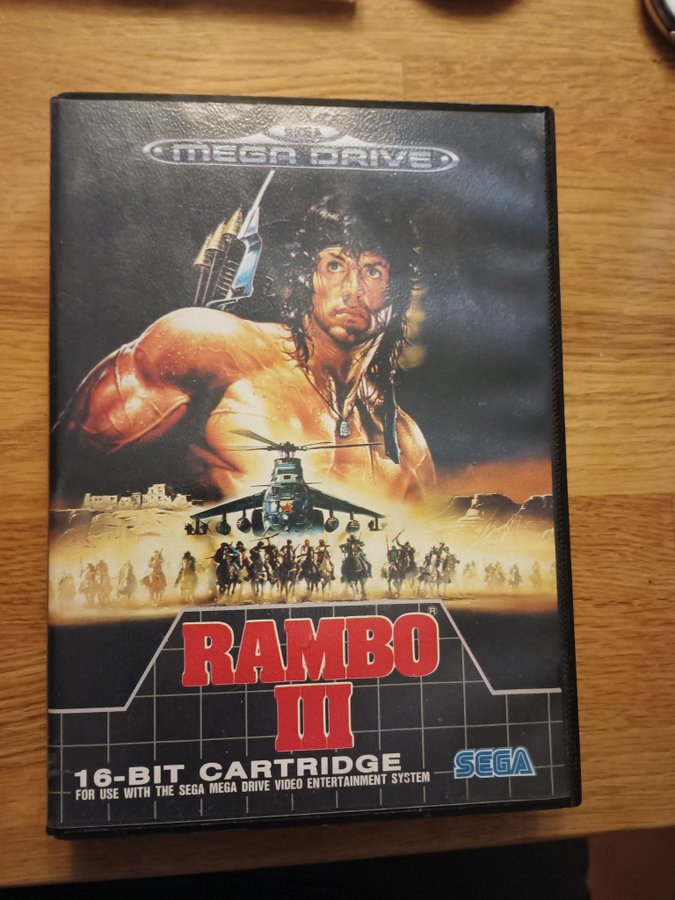 SEGA
MEGA DRIVE
RAMBO ®
III
16-BIT CARTRIDGE
FOR USE WITH THE SEGA MEGA DRIVE VIDEO ENTERTAINMENT SYSTEM
SEGA